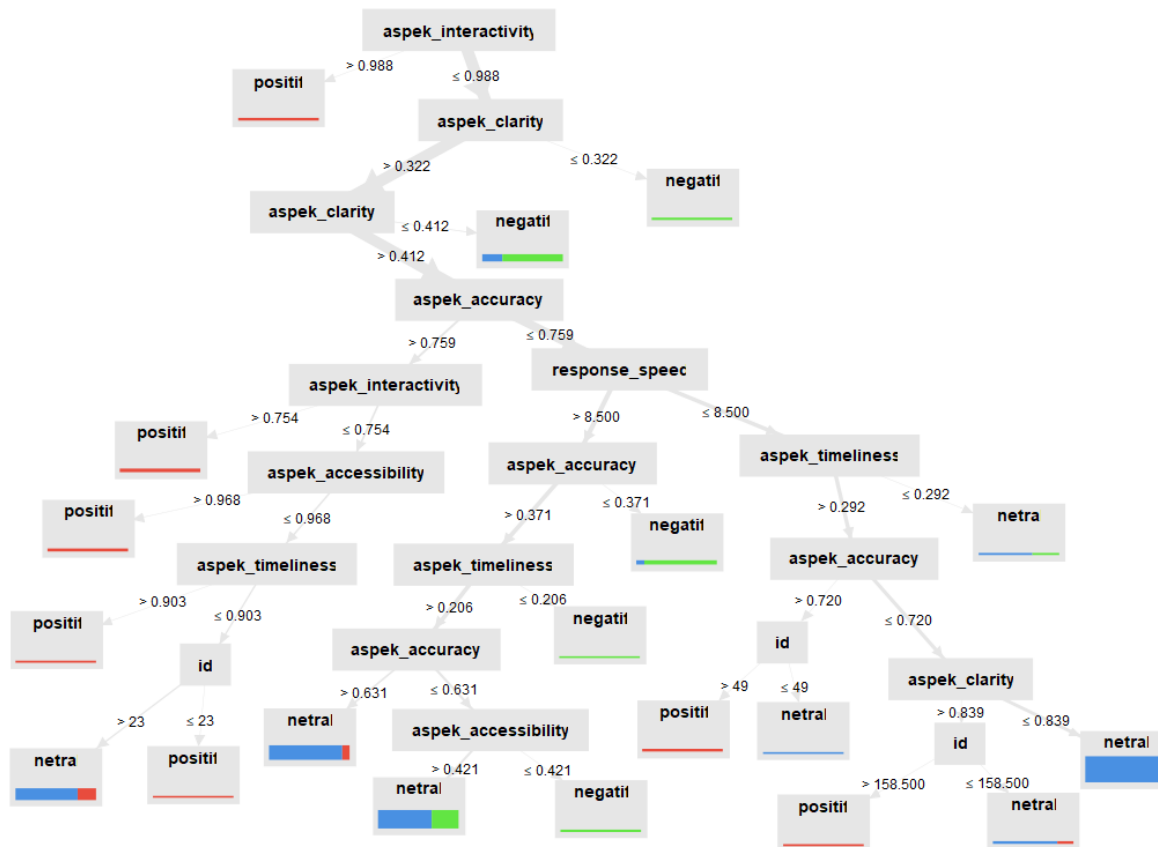 aspek_interactivity
> 0.988
≤ 0.988
positif
aspek_clarity
> 0.322
≤ 0.322
negatif
aspek_clarity
≤ 0.412
negatif
> 0.412
aspek_accuracy
> 0.759
≤ 0.759
aspek_interactivity
response_speed
> 0.754
≤ 0.754
> 8.500
≤ 8.500
positif
aspek_accessibility
aspek_accuracy
aspek_timeliness
> 0.968
≤ 0.968
> 0.371
≤ 0.371
> 0.292
≤ 0.292
positif
negatif
netra
aspek_timeliness
aspek_timeliness
aspek_accuracy
> 0.903
≤ 0.903
> 0.206
≤ 0.206
> 0.720
≤ 0.720
positif
id
aspek_accuracy
negatif
id
aspek_clarity
> 23
≤ 23
> 0.631
≤ 0.631
> 49
≤ 49
> 0.839
≤ 0.839
netra
positif
netral
aspek_accessibility
positif
netral
id
netral
> 0.421
≤ 0.421
> 158.500
≤ 158.500
netral
negatif
positif
netral